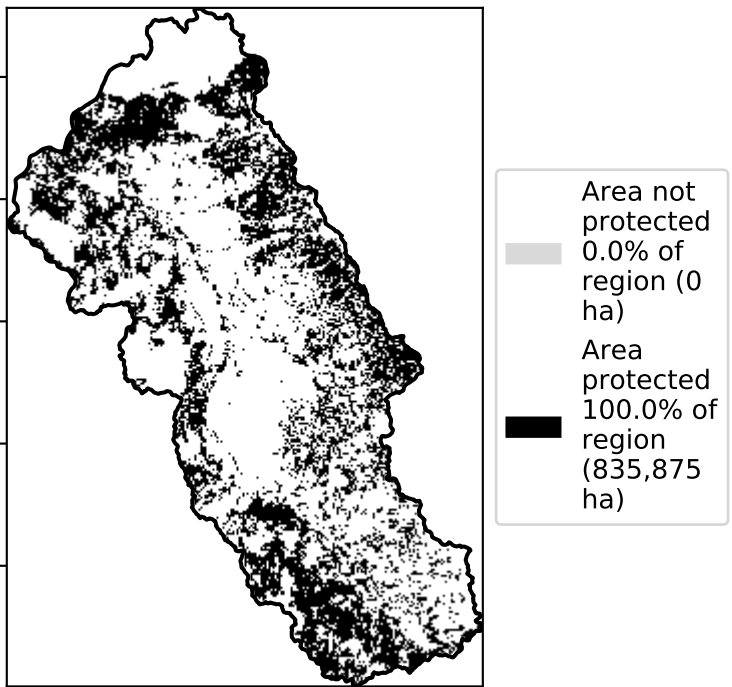 Area not
protected
0.0% of
region (0
ha)
Area
protected
100.0% of
region
(835,875
ha)